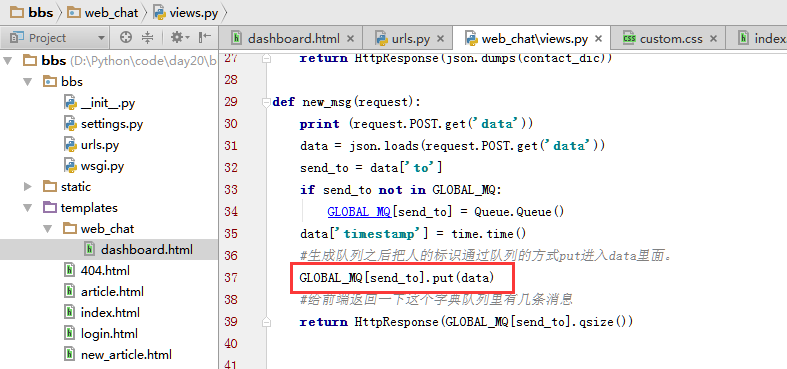 bbs web_chat views.py
Project
dashboard.html urls.py web_chat\views.py custom.css index
bbs (D:\Python\code\day20\b
bbs
__init__.py
settings.py
urls.py
wsgi.py
static
templates
web_chat
dashboard.html
404.html
article.html
index.html
login.html
new_article.html
27 return HttpResponse(json.dumps(contact_dic))
28
29 def new_msg(request):
30 print (request.POST.get('data'))
31 data = json.loads(request.POST.get('data'))
32 send_to = data['to']
33 if send_to not in GLOBAL_MQ:
34 GLOBAL_MQ[send_to] = Queue.Queue()
35 data['timestamp'] = time.time()
36 #生成队列之后把人的标识通过队列的方式put进入data里面。
37 GLOBAL_MQ[send_to].put(data)
38 #给前端返回一下这个字典队列里有几条消息
39 return HttpResponse(GLOBAL_MQ[send_to].qsize())
40
41